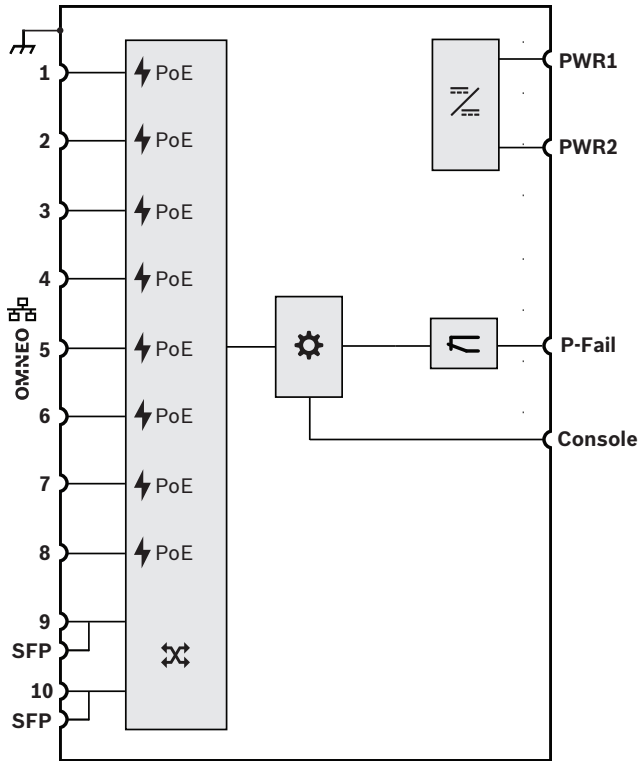 1 PoE PWR1
2 PoE PWR2
3 PoE
4 PoE
OMNEO
5 PoE P-Fail
6 PoE Console
7 PoE
8 PoE
9
SFP
10
SFP